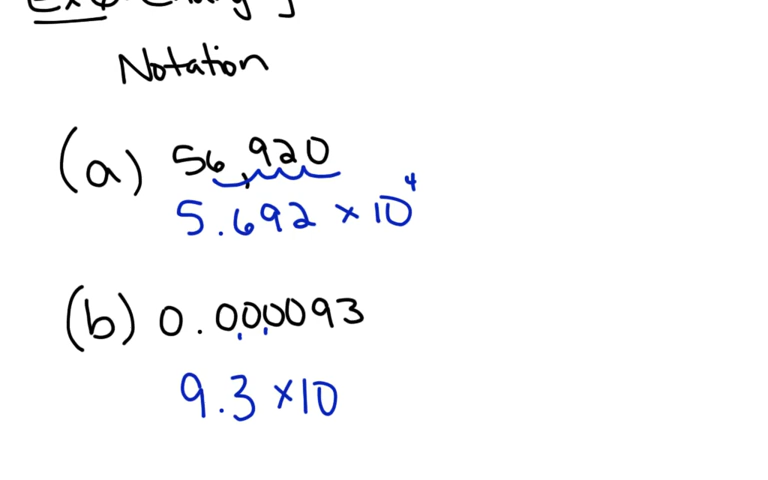 Notation
(a) 56,920
5.692 × 10⁴
(b) 0.000093
9.3 × 10